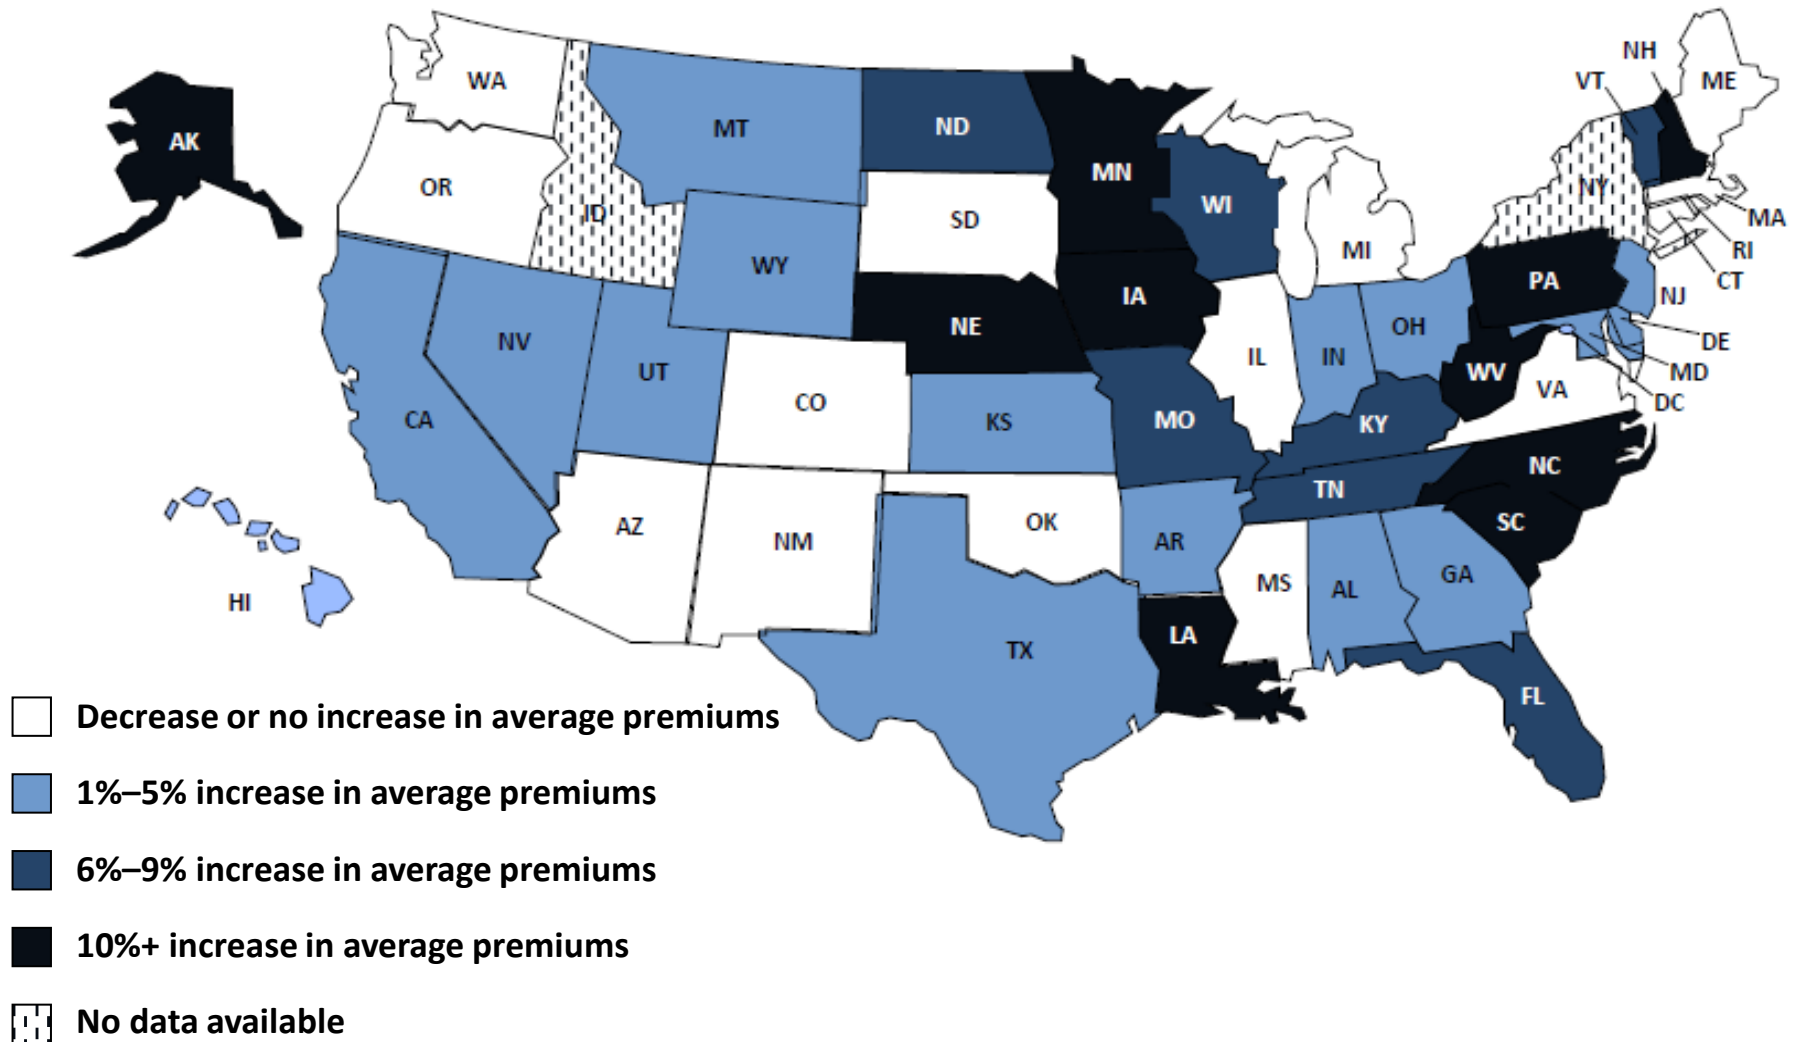 NH
VT
ME
WA
MT
ND
AK
MN
OR
ID
SD
WI
NY
MA
MI
RI
WY
CT
PA
IA
NJ
NE
OH
DE
NV
IL
IN
UT
WV
MD
VA
DC
CO
CA
KS
MO
KY
NC
TN
AZ
OK
SC
NM
AR
GA
MS
AL
HI
LA
TX
FL
Decrease or no increase in average premiums
1%–5% increase in average premiums
6%–9% increase in average premiums
10%+ increase in average premiums
No data available